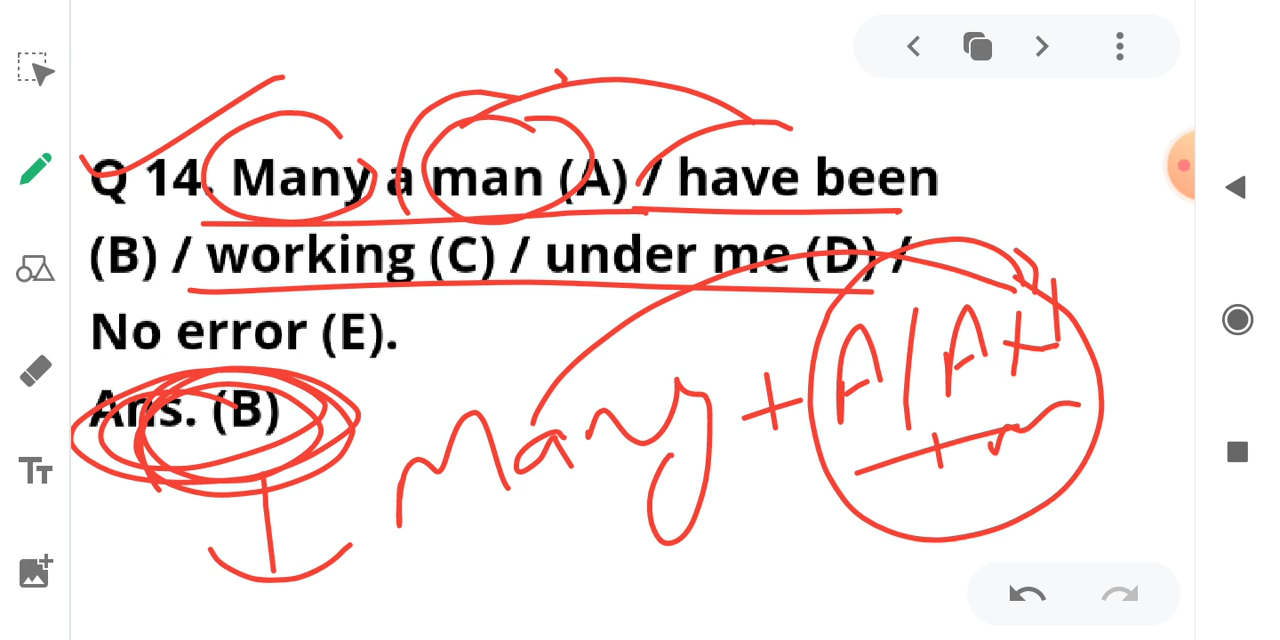 Q 14. Many a man (A) / have been
(B) / working (C) / under me (D) /
No error (E).
Ans. (B)
Many + A/An